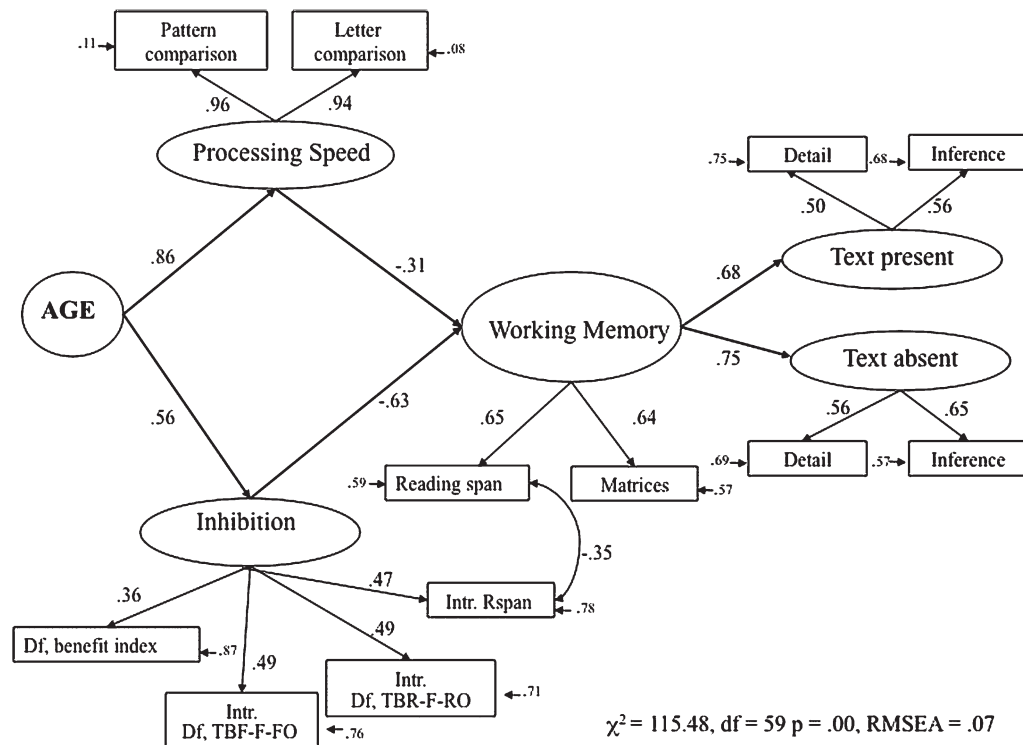 Pattern
comparison
Letter
comparison
.11
.08
.96
.94
Processing Speed
.86
-.31
AGE
.56
-.63
Working Memory
.68
.75
.75
Detail
.68
Inference
.50
.56
Text present
Text absent
.56
.65
.69
Detail
.57
Inference
.65
.64
.59
Reading span
Matrices
.57
-.35
Inhibition
.36
.47
Intr. Rspan
.78
Df, benefit index
.87
.49
.49
Intr.
Df, TBR-F-RO
.71
Intr.
Df, TBF-F-FO
.76
χ² = 115.48, df = 59 p = .00, RMSEA = .07